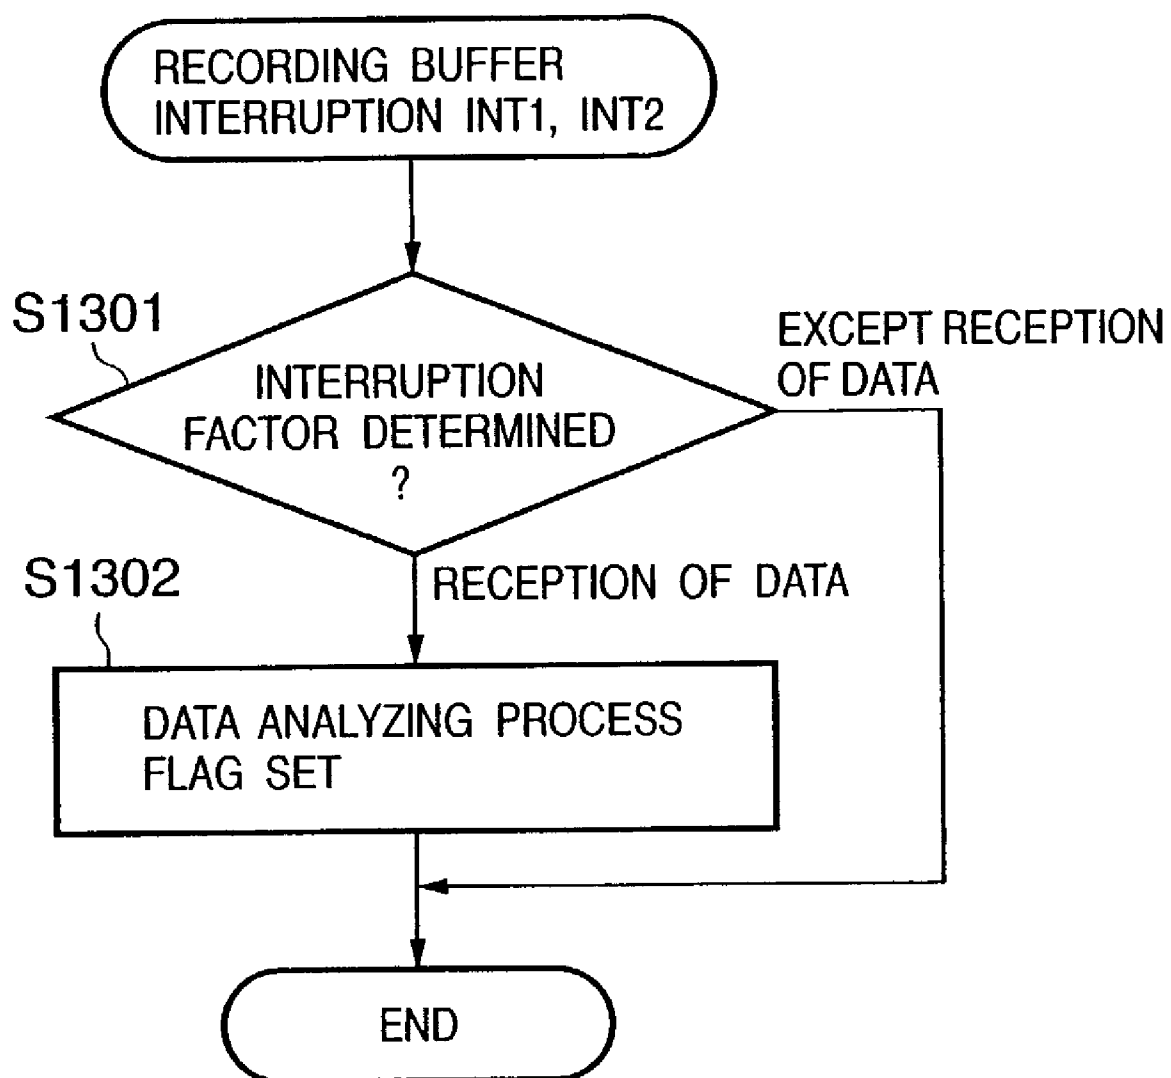 RECORDING BUFFER
INTERRUPTION INT1, INT2
S1301
INTERRUPTION
FACTOR DETERMINED
?
EXCEPT RECEPTION
OF DATA
RECEPTION OF DATA
S1302
DATA ANALYZING PROCESS
FLAG SET
END